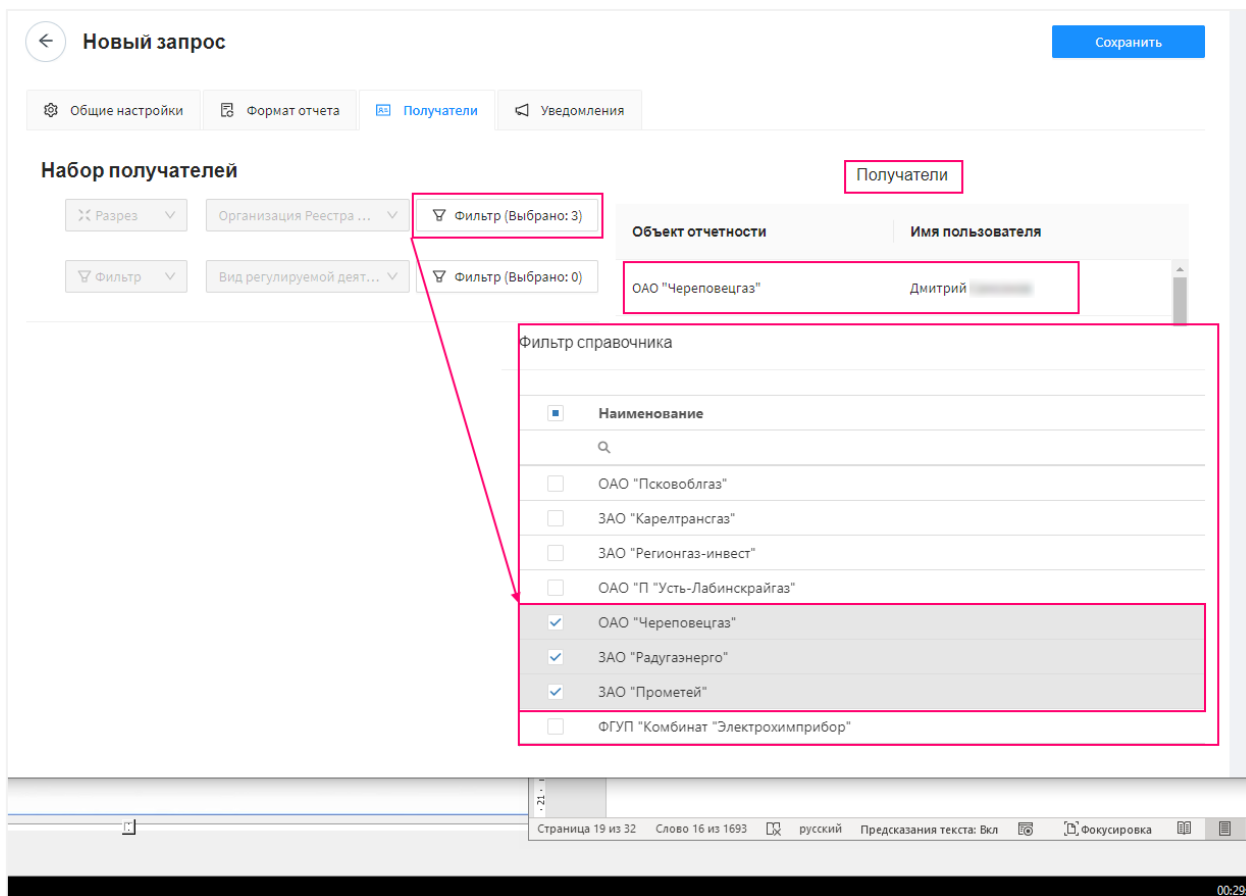 Новый запрос
Сохранить
Общие настройки
Формат отчета
Получатели
Уведомления
Набор получателей
Получатели
Разрез
Организация Реестра ...
Фильтр (Выбрано: 3)
Объект отчетности
Имя пользователя
Фильтр
Вид регулируемой деят...
Фильтр (Выбрано: 0)
ОАО "Череповецгаз"
Дмитрий
Фильтр справочника
Наименование
ОАО "Псковоблгаз"
ЗАО "Карелтрансгаз"
ЗАО "Регионгаз-инвест"
ОАО "П "Усть-Лабинскрайгаз"
ОАО "Череповецгаз"
ЗАО "Радугаэнерго"
ЗАО "Прометей"
ФГУП "Комбинат "Электрохимприбор"
21
Страница 19 из 32
Слово 16 из 1693
русский
Предсказания текста: Вкл
Фокусировка
00:29